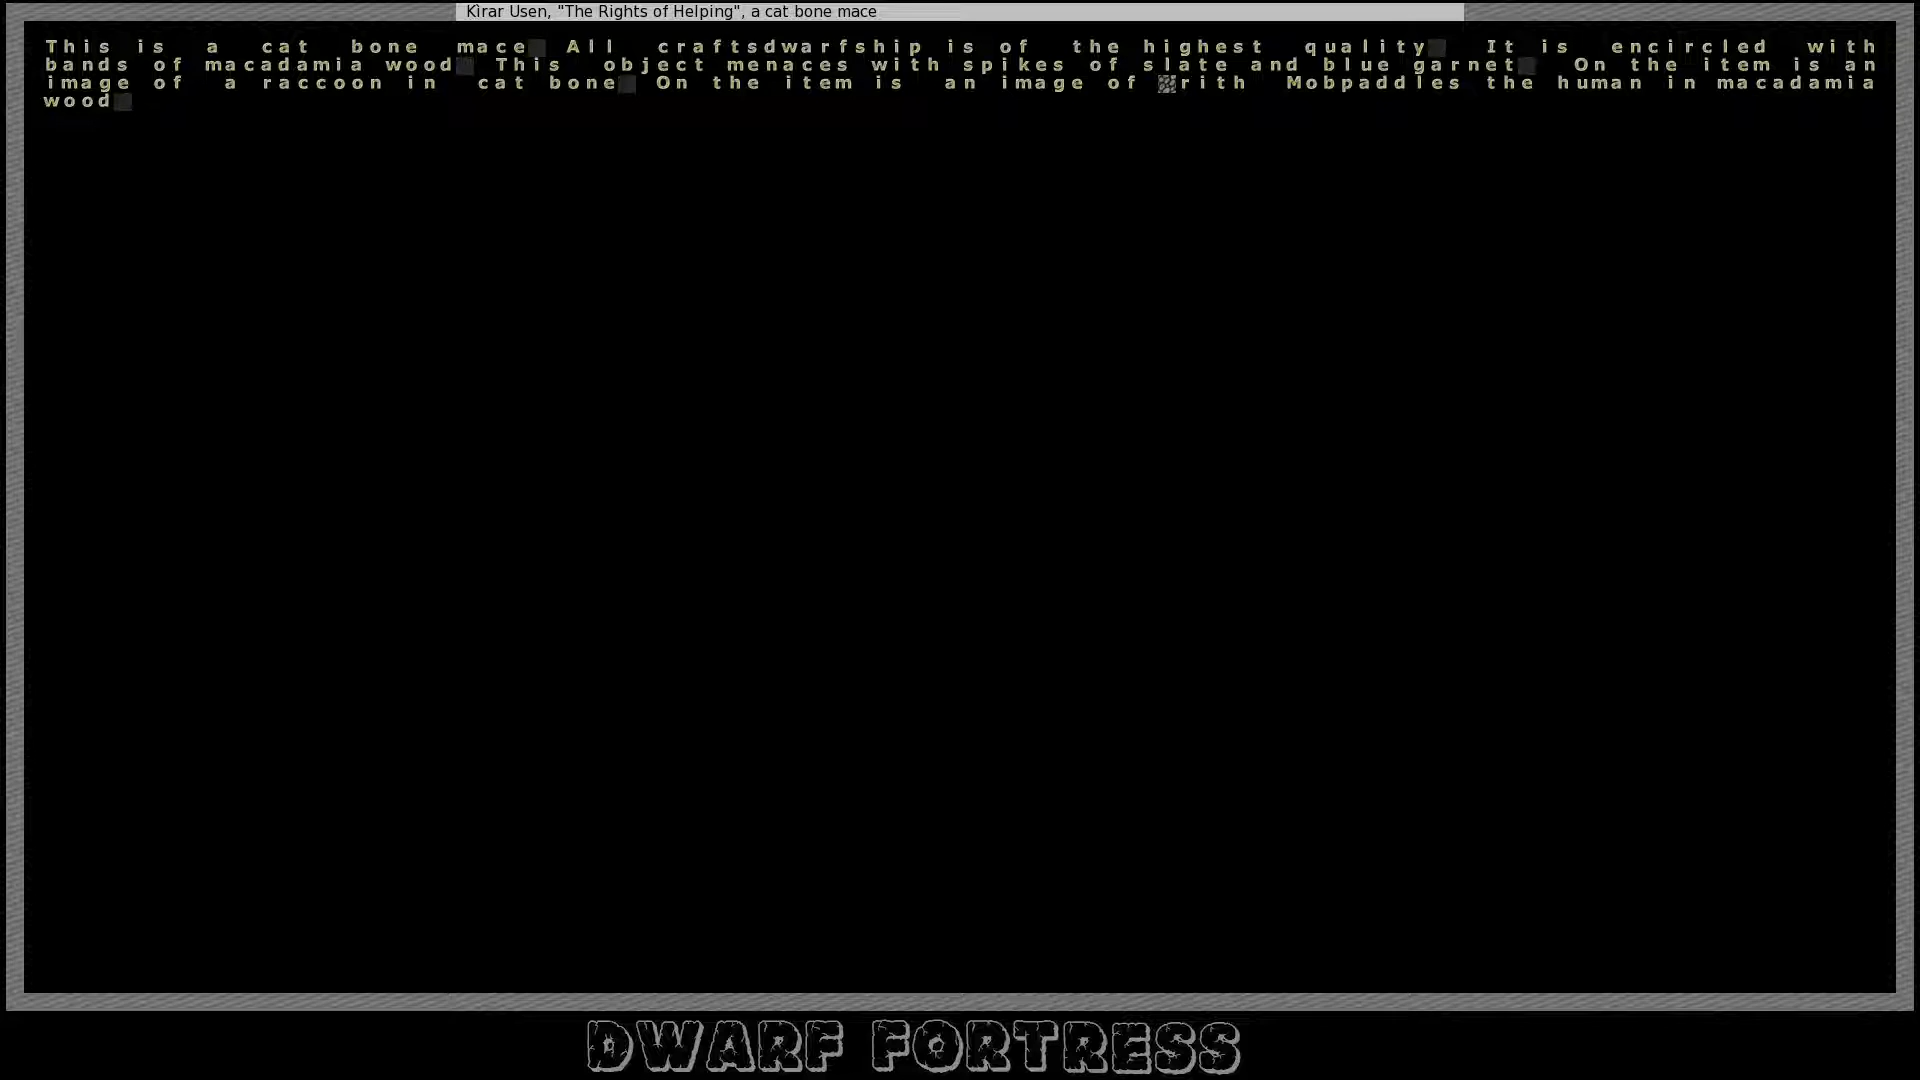 Kirar Usen, "The Rights of Helping", a cat bone mace
This is a cat bone mace All craftsdwarfship is of the highest quality It is encircled with
bands of macadamia wood This object menaces with spikes of slate and blue garnet On the item is an
image of a raccoon in cat bone On the item is an image of rith Mobpaddles the human in macadamia
wood
DWARF FORTRESS